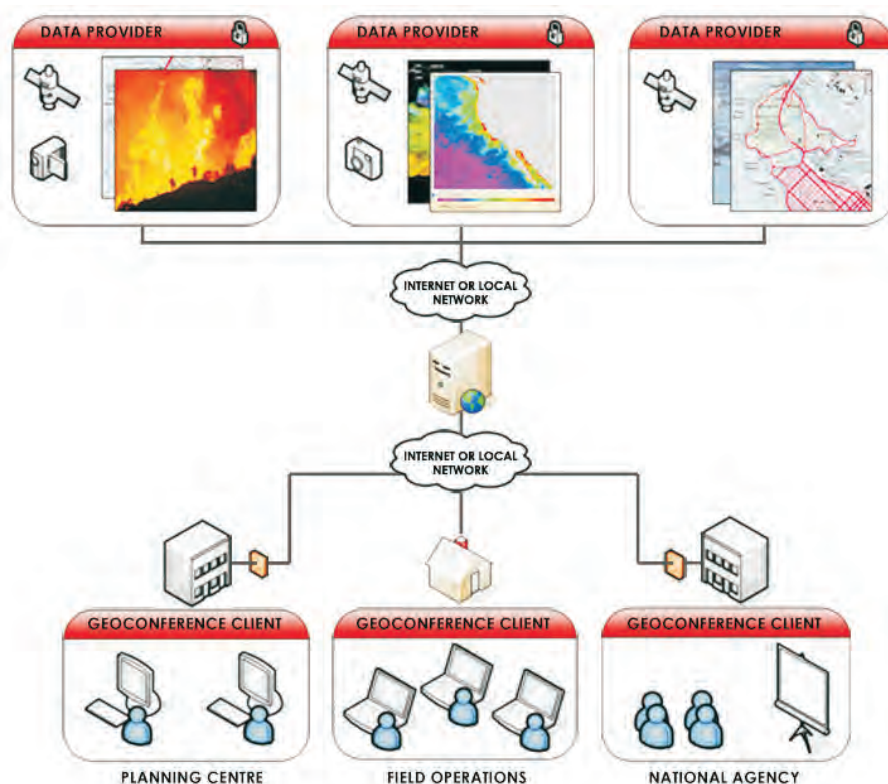 DATA PROVIDER
DATA PROVIDER
DATA PROVIDER
INTERNET OR LOCAL
NETWORK
INTERNET OR LOCAL
NETWORK
GEOCONFERENCE CLIENT
GEOCONFERENCE CLIENT
GEOCONFERENCE CLIENT
PLANNING CENTRE
FIELD OPERATIONS
NATIONAL AGENCY